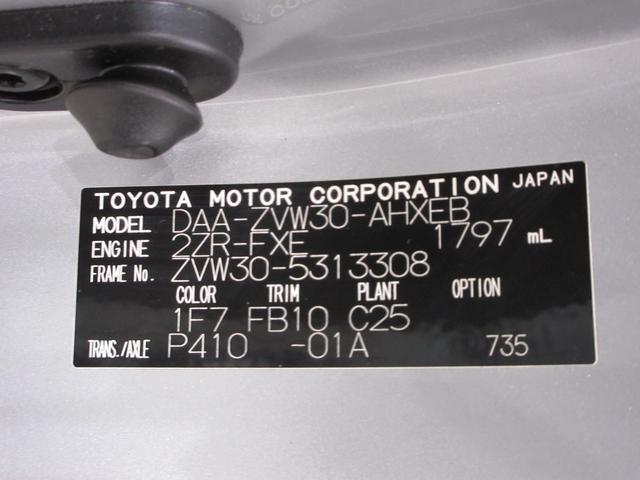 TOYOTA MOTOR CORPORATION JAPAN
MODEL DAA-ZVW30-AHXEB
ENGINE 2ZR-FXE 1797 mL
FRAME No. ZVW30-5313308
COLOR TRIM PLANT OPTION
1F7 FB10 C25
TRANS./AXLE P410 -01A 735